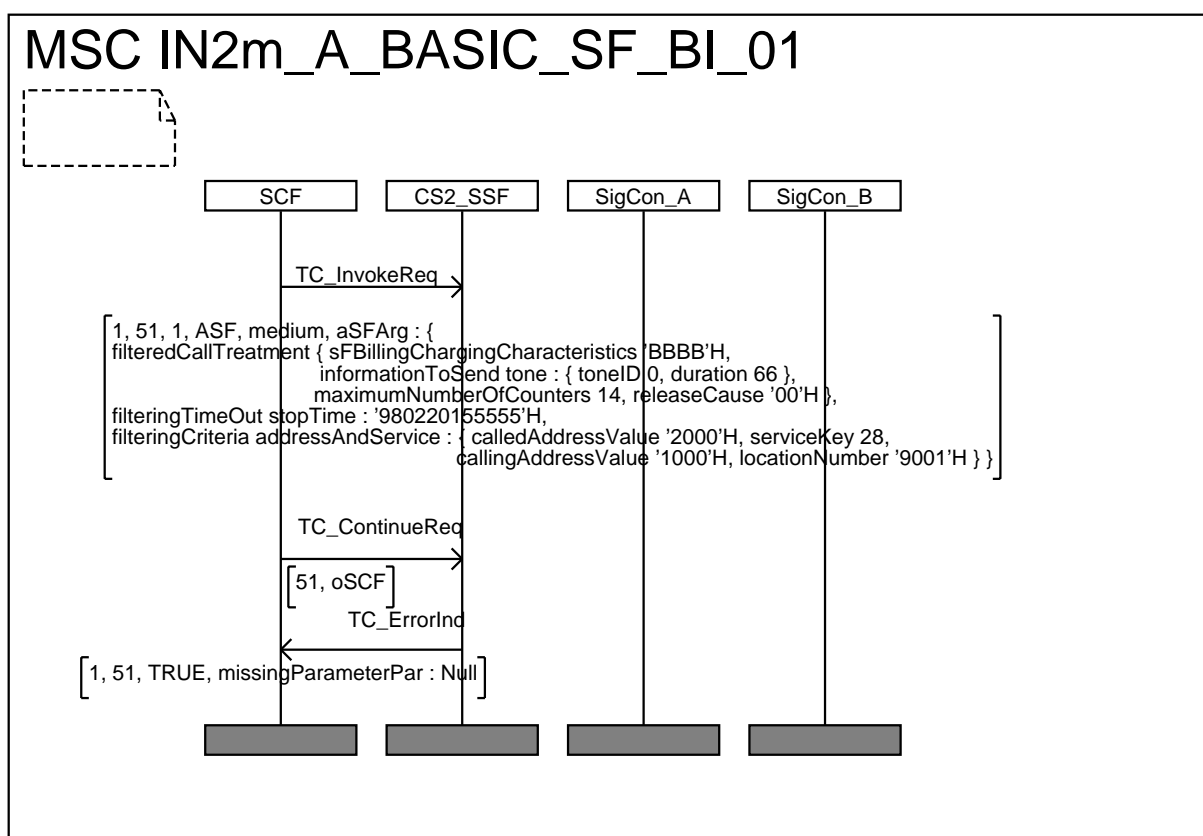 MSC IN2m_A_BASIC_SF_BI_01
SCF CS2_SSF SigCon_A SigCon_B
TC_InvokeReq
1, 51, 1, ASF, medium, aSFArg : {
filteredCallTreatment { sFBillingChargingCharacteristics 'BBBB'H,
informationToSend tone : { toneID 0, duration 66 },
maximumNumberOfCounters 14, releaseCause '00'H },
filteringTimeOut stopTime : '980220155555'H,
filteringCriteria addressAndService : { calledAddressValue '2000'H, serviceKey 28,
callingAddressValue '1000'H, locationNumber '9001'H } }
TC_ContinueReq
51, oSCF
TC_ErrorInd
1, 51, TRUE, missingParameterPar : Null